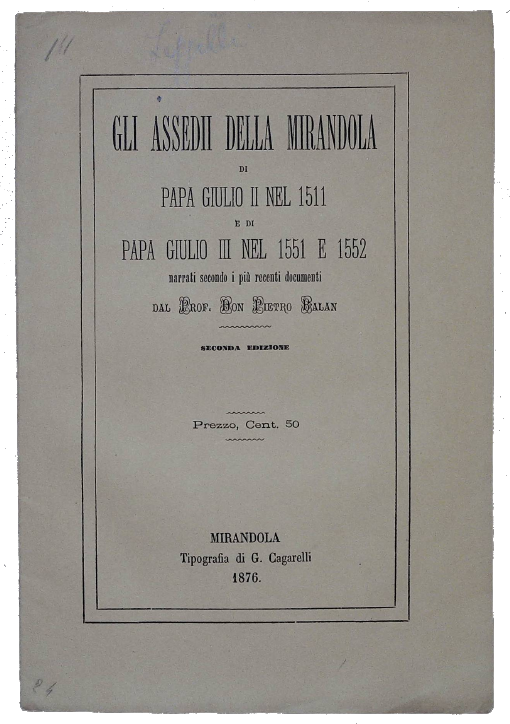 GLI ASSEDII DELLA MIRANDOLA
DI
PAPA GIULIO II NEL 1511
E DI
PAPA GIULIO III NEL 1551 E 1552
narrati secondo i più recenti documenti
DAL PROF. DON PIETRO BALAN
SECONDA EDIZIONE
Prezzo, Cent. 50
MIRANDOLA
Tipografia di G. Cagarelli
1876.